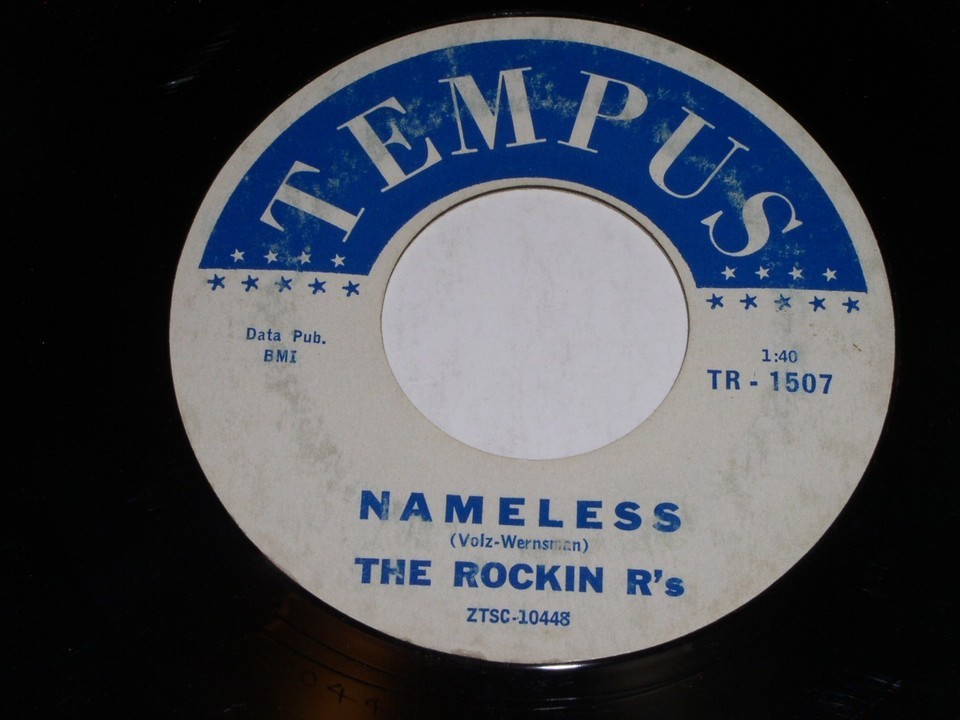 TEMPUS
Data Pub.
BMI
1:40
TR - 1507
NAMELESS
(Volz-Wernsman)
THE ROCKIN R's
ZTSC-10448